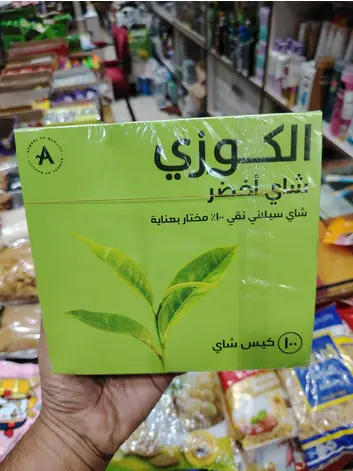 A
الكوزي
شاي أخضر
شاي سيلاني نقي ١٠٠٪ مختار بعناية
١٠٠ كيس شاي